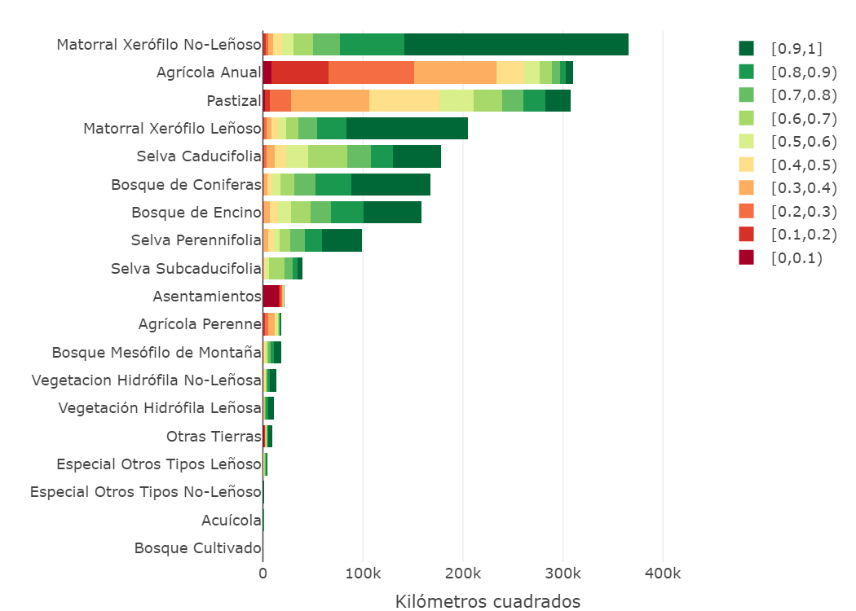 Matorral Xerófilo No-Leñoso
Agrícola Anual
Pastizal
Matorral Xerófilo Leñoso
Selva Caducifolia
Bosque de Coniferas
Bosque de Encino
Selva Perennifolia
Selva Subcaducifolia
Asentamientos
Agrícola Perenne
Bosque Mesófilo de Montaña
Vegetacion Hidrófila No-Leñosa
Vegetación Hidrófila Leñosa
Otras Tierras
Especial Otros Tipos Leñoso
Especial Otros Tipos No-Leñoso
Acuícola
Bosque Cultivado
0 100k 200k 300k 400k
Kilómetros cuadrados
[0.9,1]
[0.8,0.9)
[0.7,0.8)
[0.6,0.7)
[0.5,0.6)
[0.4,0.5)
[0.3,0.4)
[0.2,0.3)
[0.1,0.2)
[0,0.1)